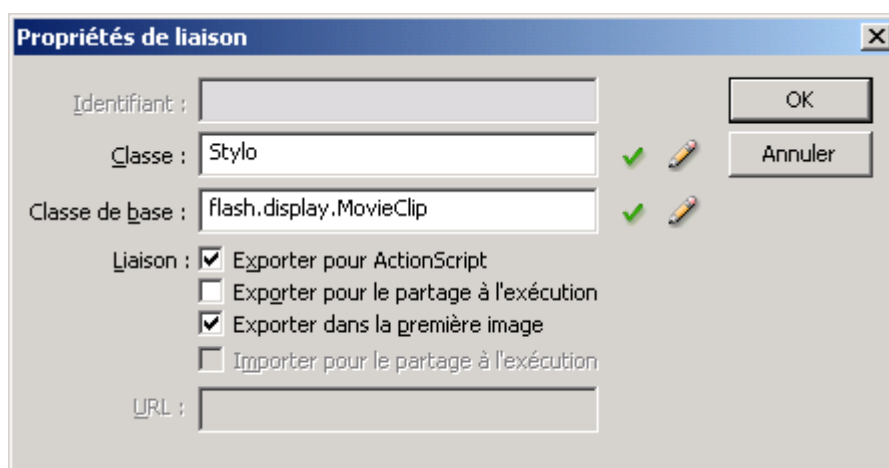 Propriétés de liaison
Identifiant :
OK
Classe : Stylo
Annuler
Classe de base : flash.display.MovieClip
Liaison : Exporter pour ActionScript
Exporter pour le partage à l'exécution
Exporter dans la première image
Importer pour le partage à l'exécution
URL :